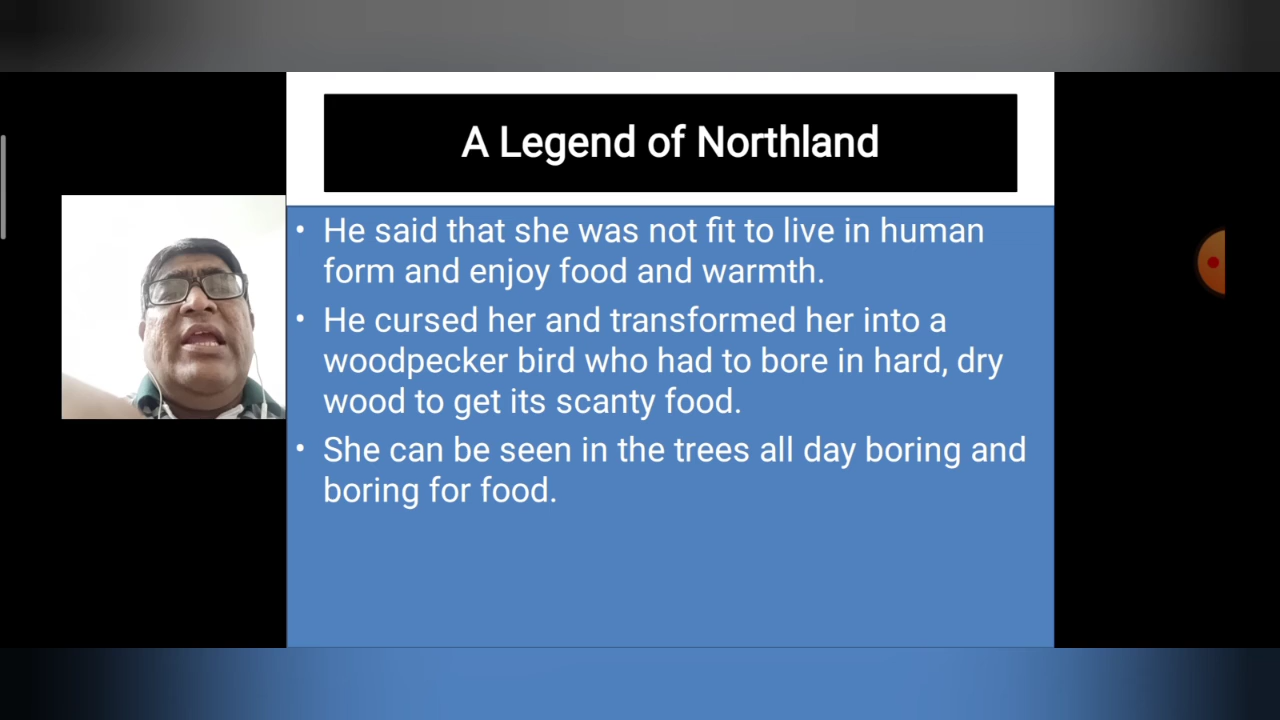 A Legend of Northland
• He said that she was not fit to live in human
form and enjoy food and warmth.
• He cursed her and transformed her into a
woodpecker bird who had to bore in hard, dry
wood to get its scanty food.
• She can be seen in the trees all day boring and
boring for food.